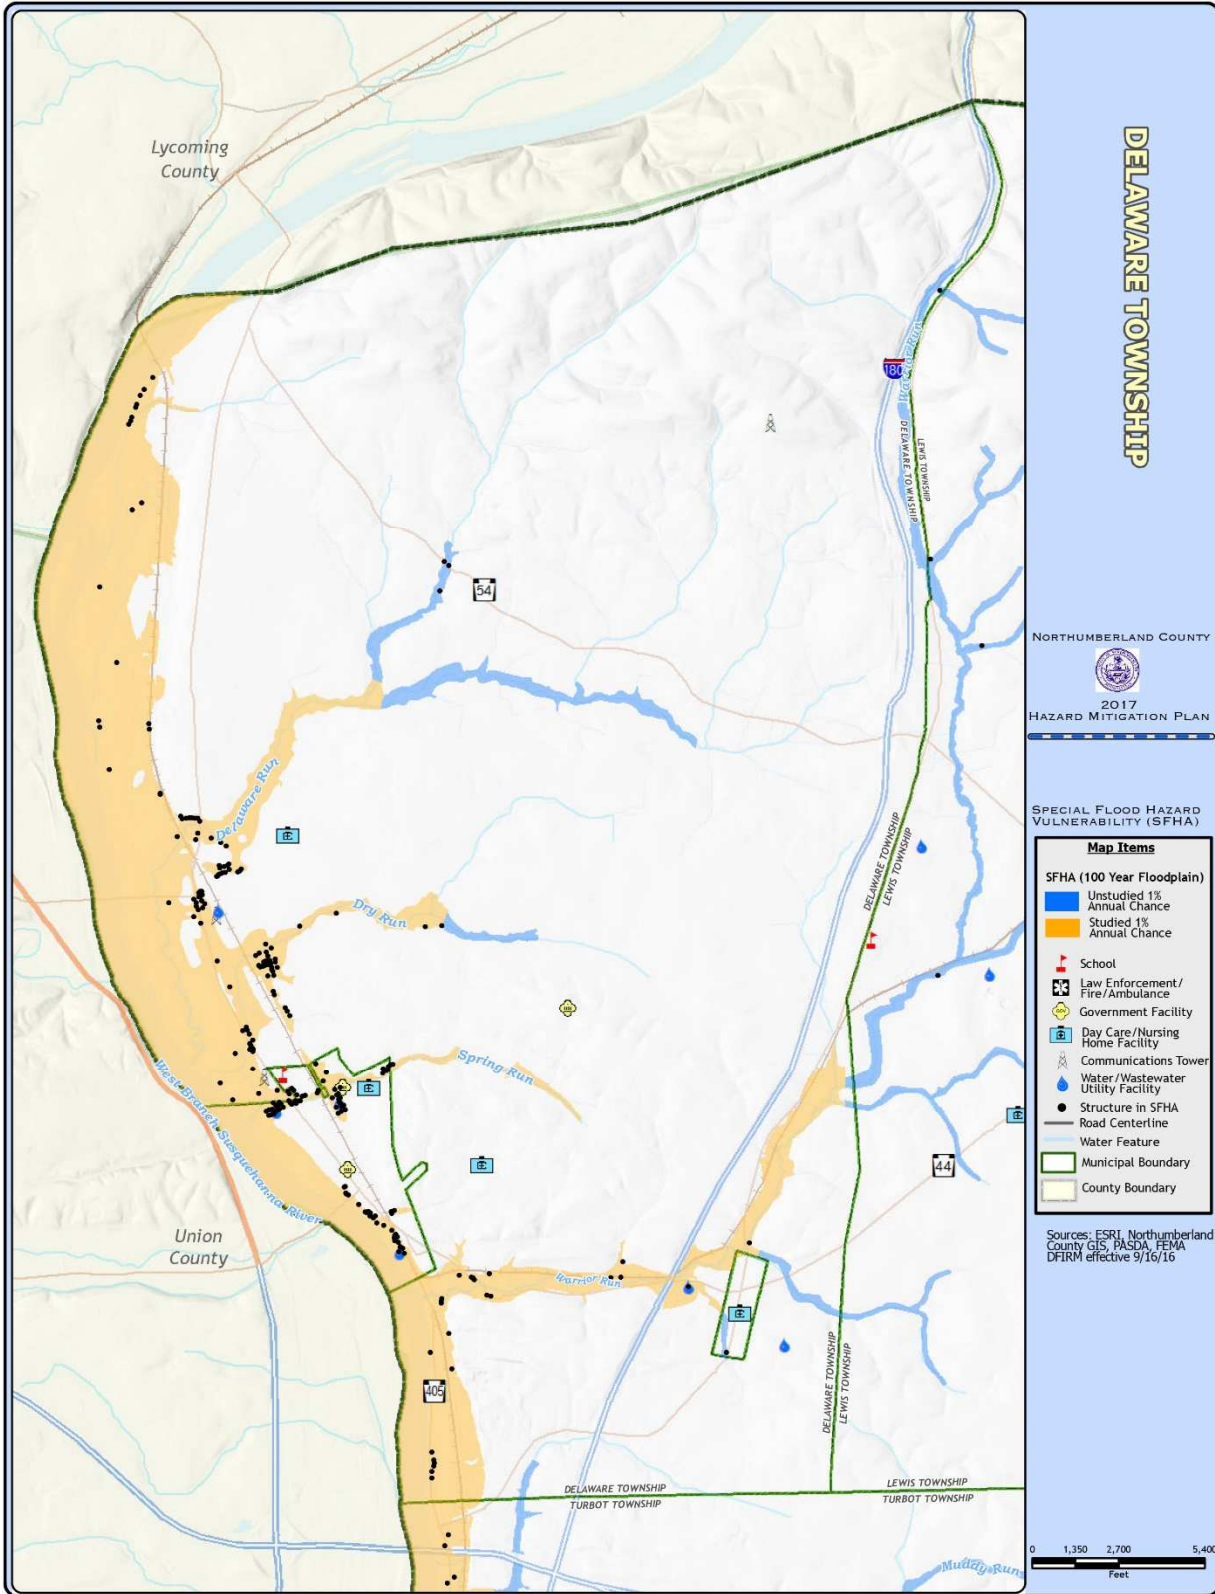 Lycoming
County
180
Warrior Run
DELAWARE TOWNSHIP
LEWIS TOWNSHIP
54
Delaware Run
Dry Run
DELAWARE TOWNSHIP
LEWIS TOWNSHIP
Spring Run
West Branch Susquehanna River
44
Union
County
Warrior Run
405
DELAWARE TOWNSHIP
LEWIS TOWNSHIP
DELAWARE TOWNSHIP
TURBOT TOWNSHIP
LEWIS TOWNSHIP
TURBOT TOWNSHIP
Muddy Run
DELAWARE TOWNSHIP
NORTHUMBERLAND COUNTY
2017
HAZARD MITIGATION PLAN
SPECIAL FLOOD HAZARD
VULNERABILITY (SFHA)
Map Items
SFHA (100 Year Floodplain)
Unstudied 1%
Annual Chance
Studied 1%
Annual Chance
School
Law Enforcement/
Fire/Ambulance
Government Facility
Day Care/Nursing
Home Facility
Communications Tower
Water/Wastewater
Utility Facility
Structure in SFHA
Road Centerline
Water Feature
Municipal Boundary
County Boundary
Sources: ESRI, Northumberland
County GIS, PASDA, FEMA
DFIRM effective 9/16/16
0 1,350 2,700 5,400
Feet